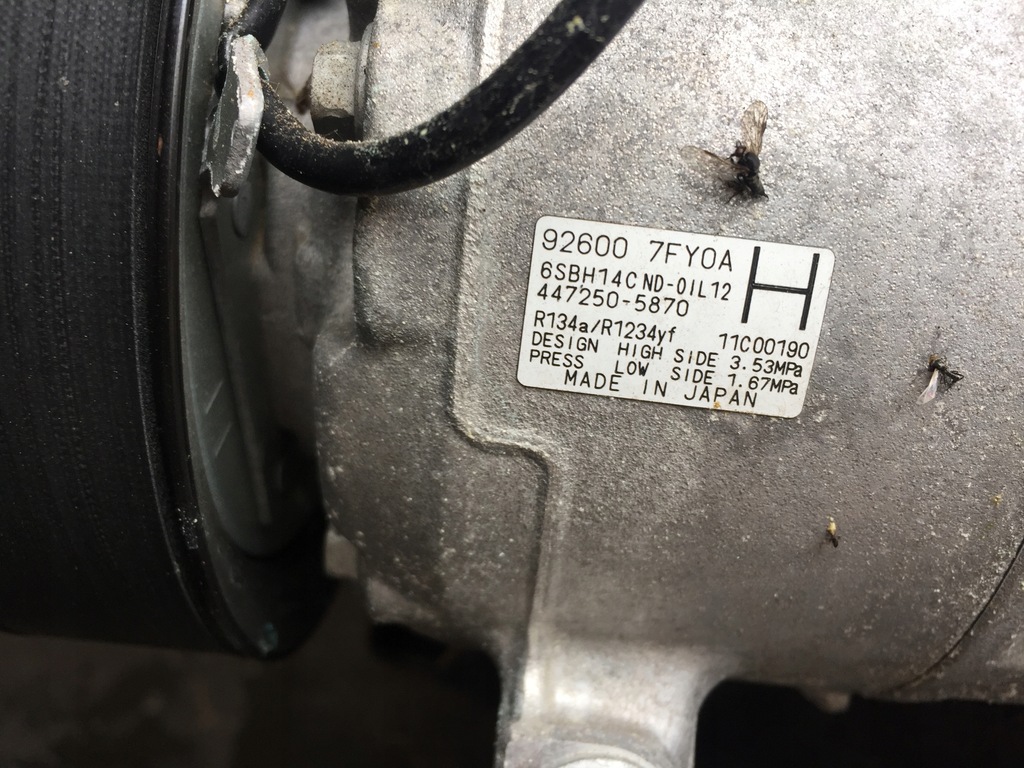 92600 7FY0A H
6SBH14C ND-OIL12
447250-5870
R134a/R1234yf 11C00190
DESIGN HIGH SIDE 3.53MPa
PRESS LOW SIDE 1.67MPa
MADE IN JAPAN